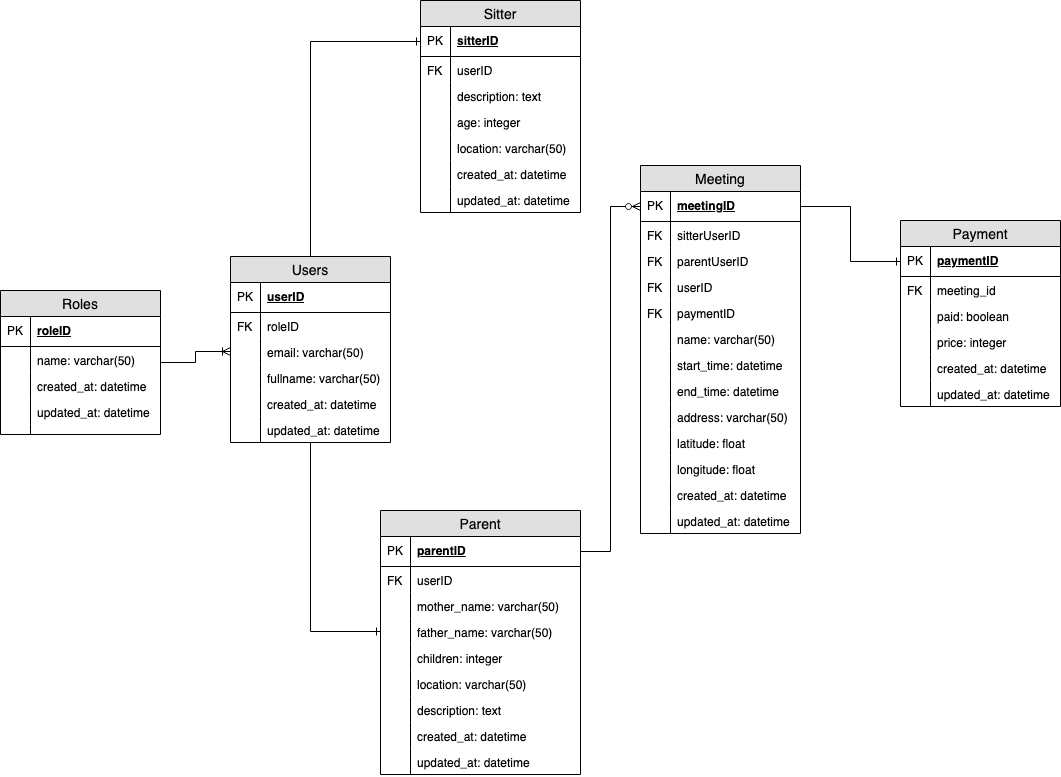 Sitter
PK sitterID
FK userID
description: text
age: integer
location: varchar(50)
created_at: datetime
updated_at: datetime
Meeting
PK meetingID
FK sitterUserID
FK parentUserID
FK userID
FK paymentID
name: varchar(50)
start_time: datetime
end_time: datetime
address: varchar(50)
latitude: float
longitude: float
created_at: datetime
updated_at: datetime
Payment
PK paymentID
FK meeting_id
paid: boolean
price: integer
created_at: datetime
updated_at: datetime
Users
PK userID
FK roleID
email: varchar(50)
fullname: varchar(50)
created_at: datetime
updated_at: datetime
Roles
PK roleID
name: varchar(50)
created_at: datetime
updated_at: datetime
Parent
PK parentID
FK userID
mother_name: varchar(50)
father_name: varchar(50)
children: integer
location: varchar(50)
description: text
created_at: datetime
updated_at: datetime